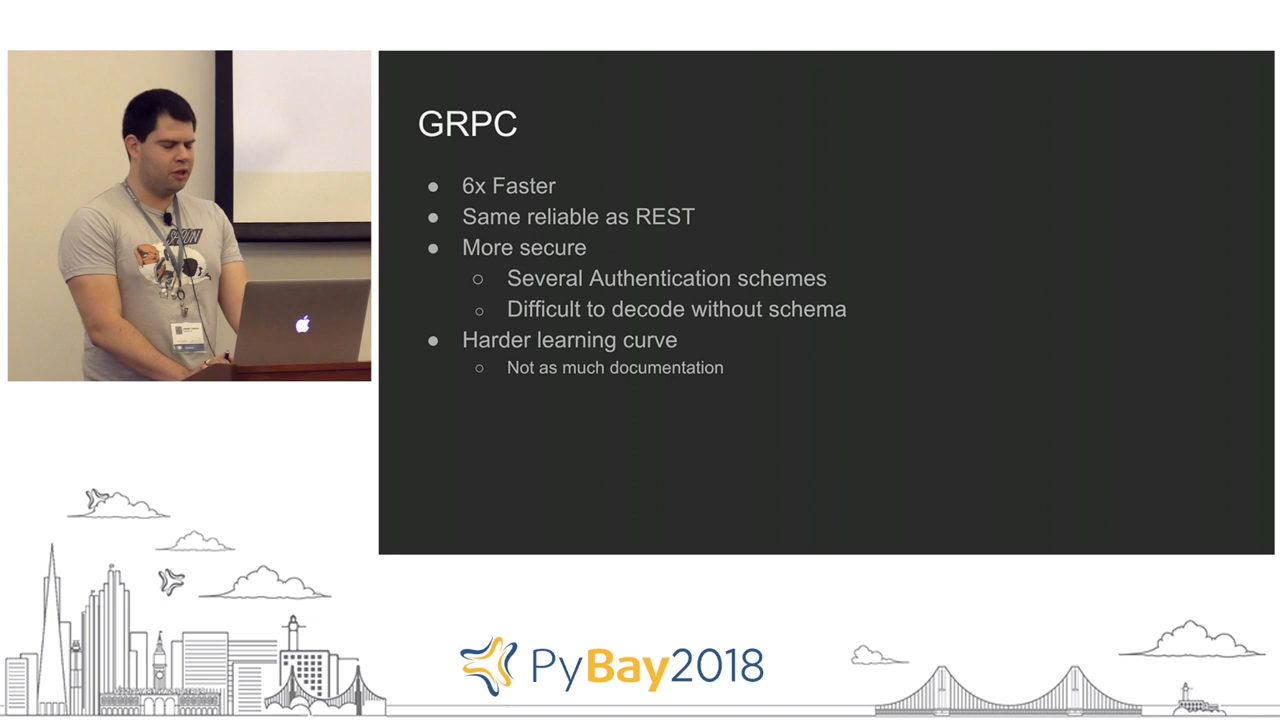 GRPC
● 6x Faster
● Same reliable as REST
● More secure
○ Several Authentication schemes
○ Difficult to decode without schema
● Harder learning curve
○ Not as much documentation
PyBay2018